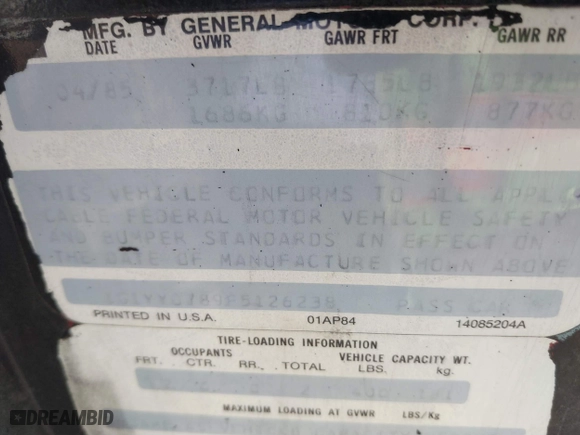 MFG. BY GENERAL MOTORS CORP.
DATE GVWR GAWR FRT GAWR RR
04/85 3717LB 1785LB 1932LB
1686KG 810KG 877KG
THIS VEHICLE CONFORMS TO ALL APPLI-
CABLE FEDERAL MOTOR VEHICLE SAFETY
AND BUMPER STANDARDS IN EFFECT ON
THE DATE OF MANUFACTURE SHOWN ABOVE
PASS CAR
PRINTED IN U.S.A. 01AP84 14085204A
TIRE-LOADING INFORMATION
OCCUPANTS VEHICLE CAPACITY WT.
FRT. CTR. RR. TOTAL LBS. kg.
MAXIMUM LOADING AT GVWR LBS/Kg
DREAMBID